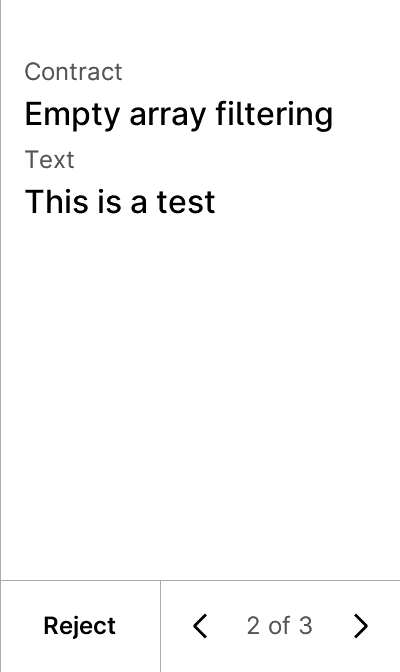 Contract
Empty array filtering
Text
This is a test
Reject
2 of 3